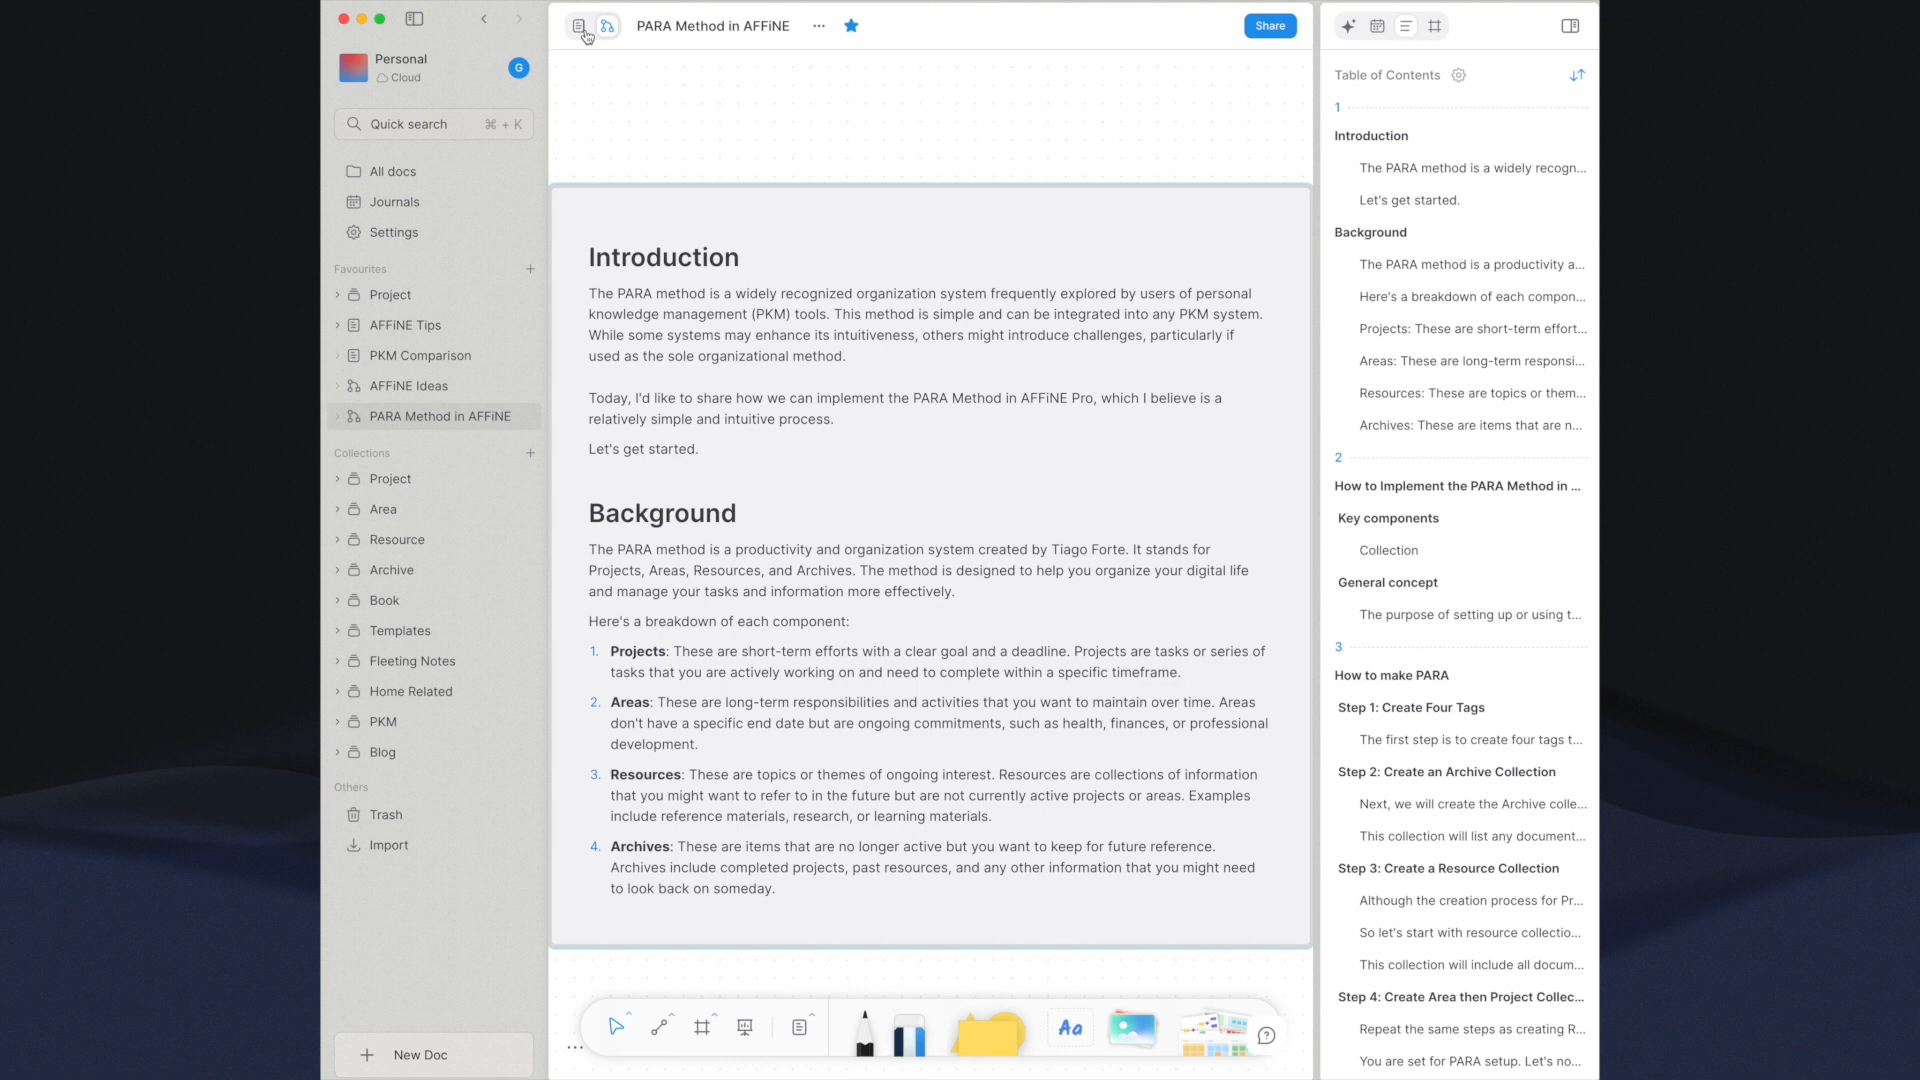 Personal
Cloud
G
Quick search
⌘ + K
All docs
Journals
Settings
Favourites
Project
AFFiNE Tips
PKM Comparison
AFFiNE Ideas
PARA Method in AFFiNE
Collections
Project
Area
Resource
Archive
Book
Templates
Fleeting Notes
Home Related
PKM
Blog
Others
Trash
Import
New Doc
PARA Method in AFFiNE
Share
Introduction
The PARA method is a widely recognized organization system frequently explored by users of personal
knowledge management (PKM) tools. This method is simple and can be integrated into any PKM system.
While some systems may enhance its intuitiveness, others might introduce challenges, particularly if
used as the sole organizational method.
Today, I'd like to share how we can implement the PARA Method in AFFiNE Pro, which I believe is a
relatively simple and intuitive process.
Let's get started.
Background
The PARA method is a productivity and organization system created by Tiago Forte. It stands for
Projects, Areas, Resources, and Archives. The method is designed to help you organize your digital life
and manage your tasks and information more effectively.
Here's a breakdown of each component:
1. Projects: These are short-term efforts with a clear goal and a deadline. Projects are tasks or series of
tasks that you are actively working on and need to complete within a specific timeframe.
2. Areas: These are long-term responsibilities and activities that you want to maintain over time. Areas
don't have a specific end date but are ongoing commitments, such as health, finances, or professional
development.
3. Resources: These are topics or themes of ongoing interest. Resources are collections of information
that you might want to refer to in the future but are not currently active projects or areas. Examples
include reference materials, research, or learning materials.
4. Archives: These are items that are no longer active but you want to keep for future reference.
Archives include completed projects, past resources, and any other information that you might need
to look back on someday.
Aa
Table of Contents
1
Introduction
The PARA method is a widely recogn...
Let's get started.
Background
The PARA method is a productivity a...
Here's a breakdown of each compon...
Projects: These are short-term effort...
Areas: These are long-term responsi...
Resources: These are topics or them...
Archives: These are items that are n...
2
How to Implement the PARA Method in ...
Key components
Collection
General concept
The purpose of setting up or using t...
3
How to make PARA
Step 1: Create Four Tags
The first step is to create four tags t...
Step 2: Create an Archive Collection
Next, we will create the Archive colle...
This collection will list any document...
Step 3: Create a Resource Collection
Although the creation process for Pr...
So let's start with resource collectio...
This collection will include all docum...
Step 4: Create Area then Project Collec...
Repeat the same steps as creating R...
You are set for PARA setup. Let's no...